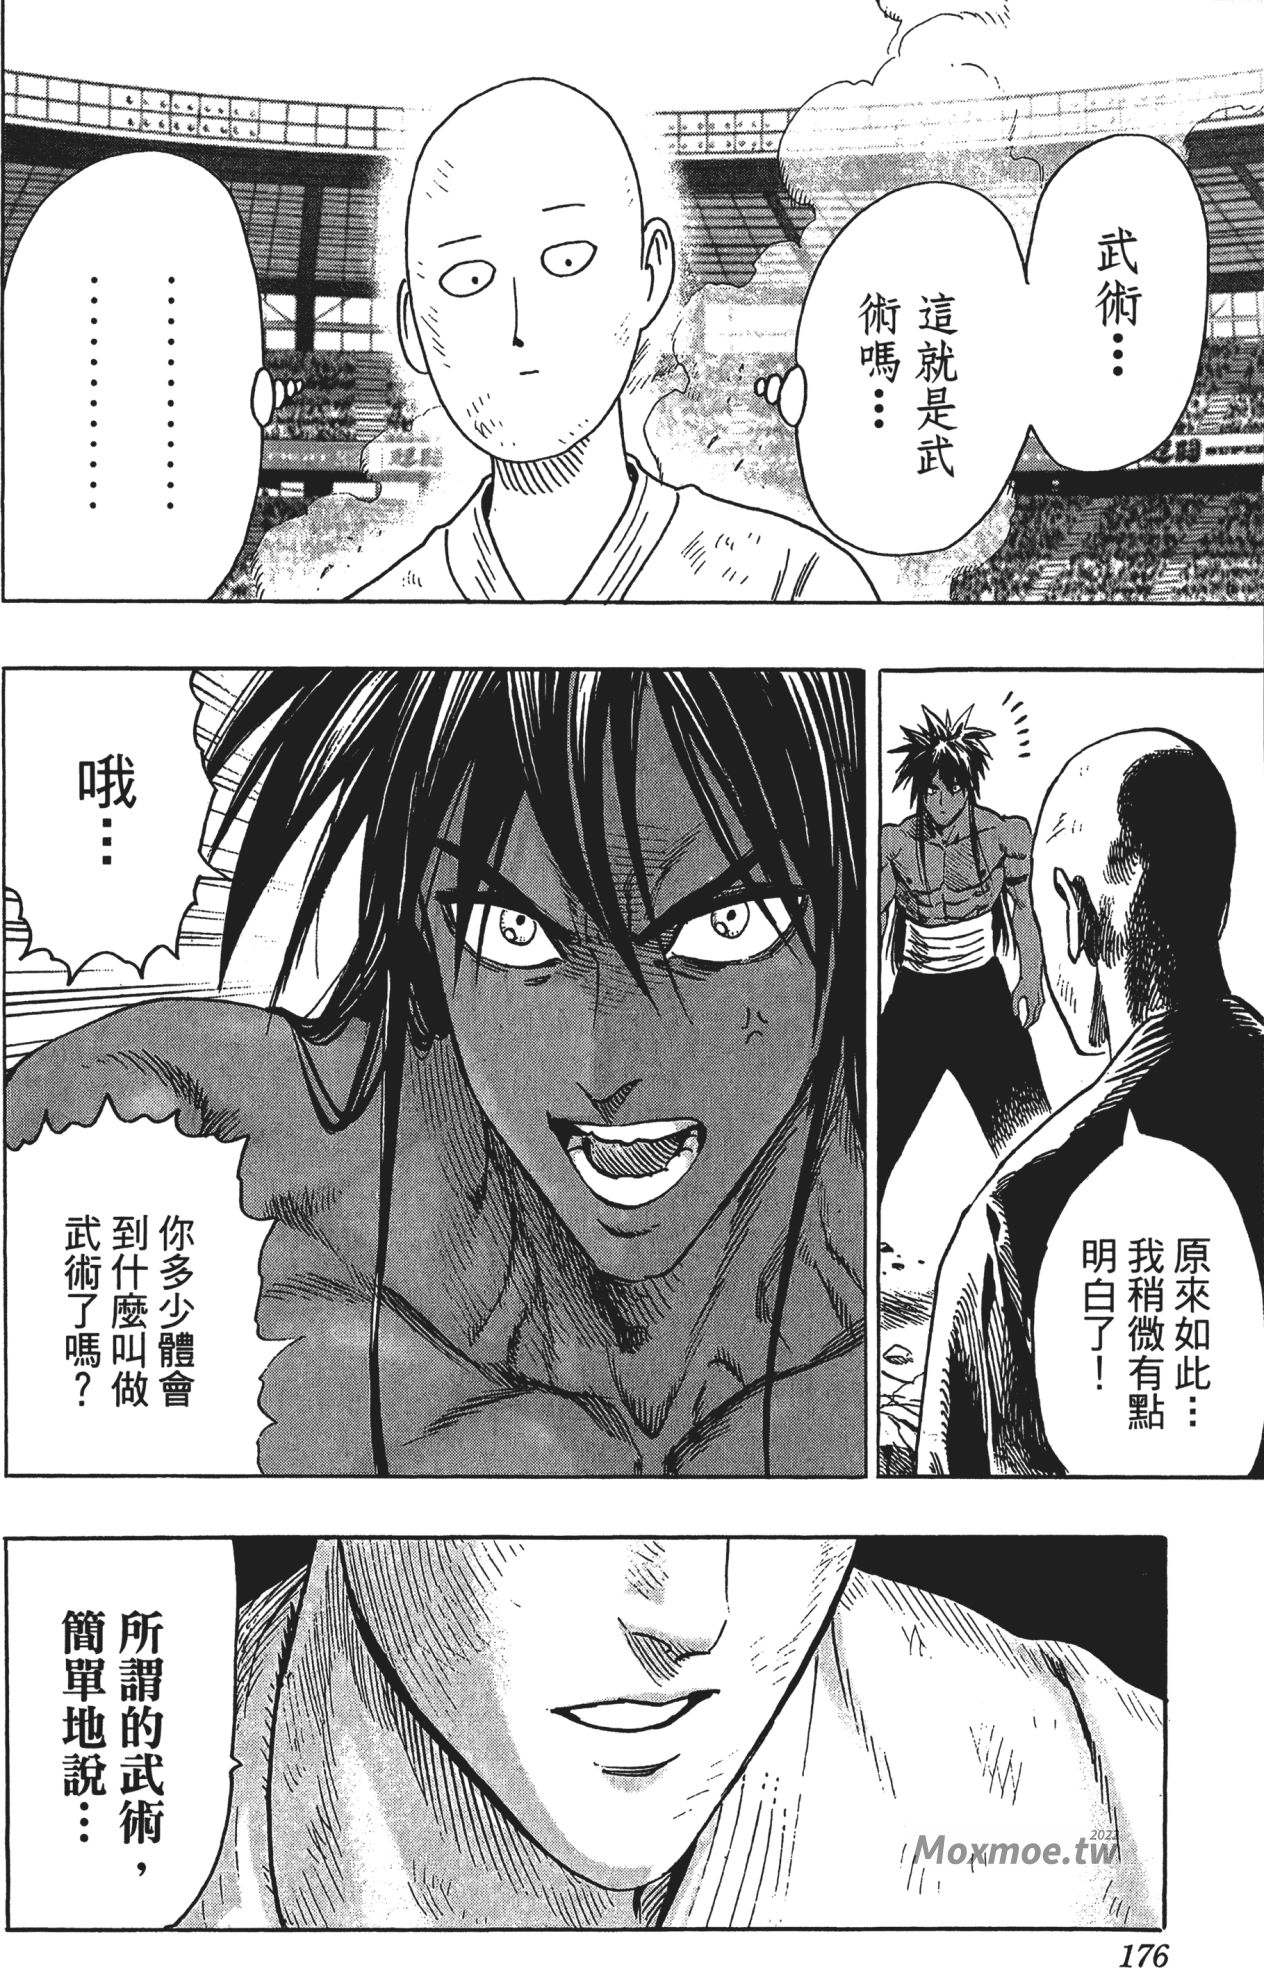 武術⋯
這就是武
術嗎⋯
⋯⋯⋯⋯
⋯⋯⋯⋯
原來如此⋯
我稍微有點
明白了！
哦⋯
你多少體會
到什麼叫做
武術了嗎？
所謂的武術，
簡單地說⋯
2022
Moxmoe.tw
176